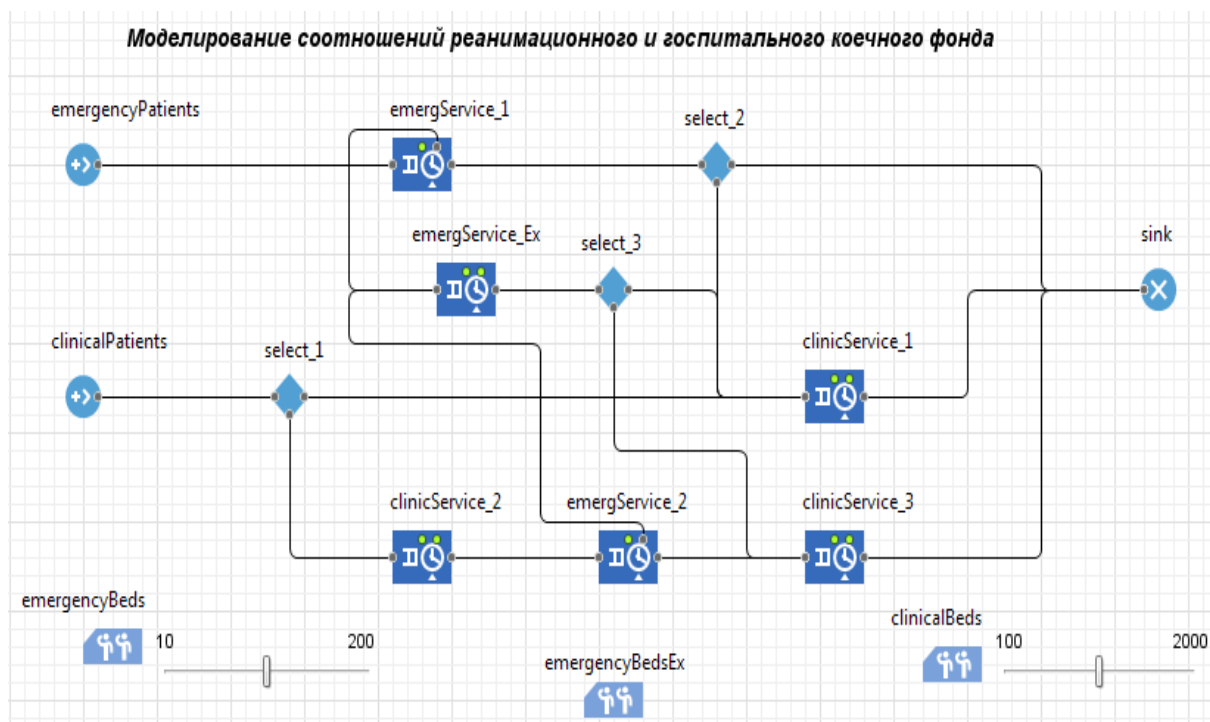 Моделирование соотношений реанимационного и госпитального коечного фонда
emergencyPatients
emergService_1
select_2
emergService_Ex
select_3
sink
clinicalPatients
select_1
clinicService_1
clinicService_2
emergService_2
clinicService_3
emergencyBeds
10
200
emergencyBedsEx
clinicalBeds
100
2000